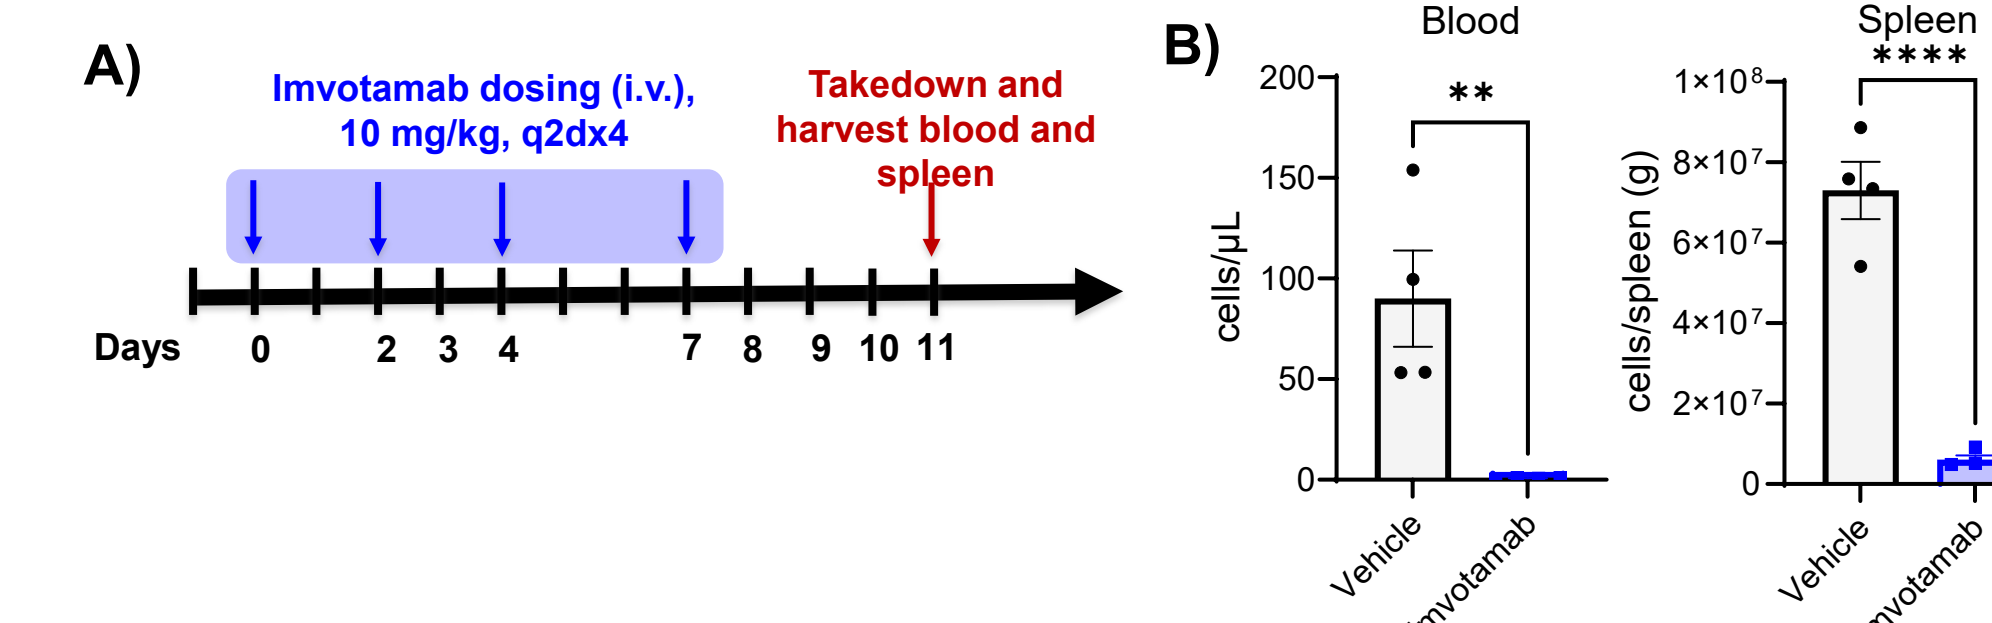 A)
Imvotamab dosing (i.v.),
10 mg/kg, q2dx4
Takedown and
harvest blood and
spleen
Days 0 2 3 4 7 8 9 10 11
B)
Blood
**
200
150
100
50
0
cells/μL
Vehicle
Imvotamab
Spleen
****
1×10⁸
8×10⁷
6×10⁷
4×10⁷
2×10⁷
0
cells/spleen (g)
Vehicle
mvotamab